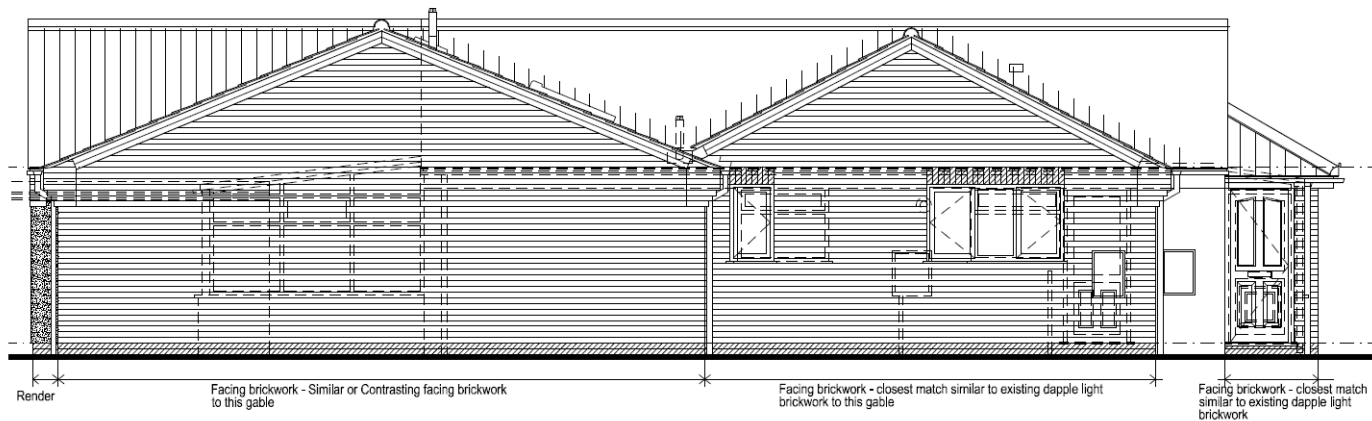 Render
Facing brickwork - Similar or Contrasting facing brickwork
to this gable
Facing brickwork - closest match similar to existing dapple light
brickwork to this gable
Facing brickwork - closest match
similar to existing dapple light
brickwork